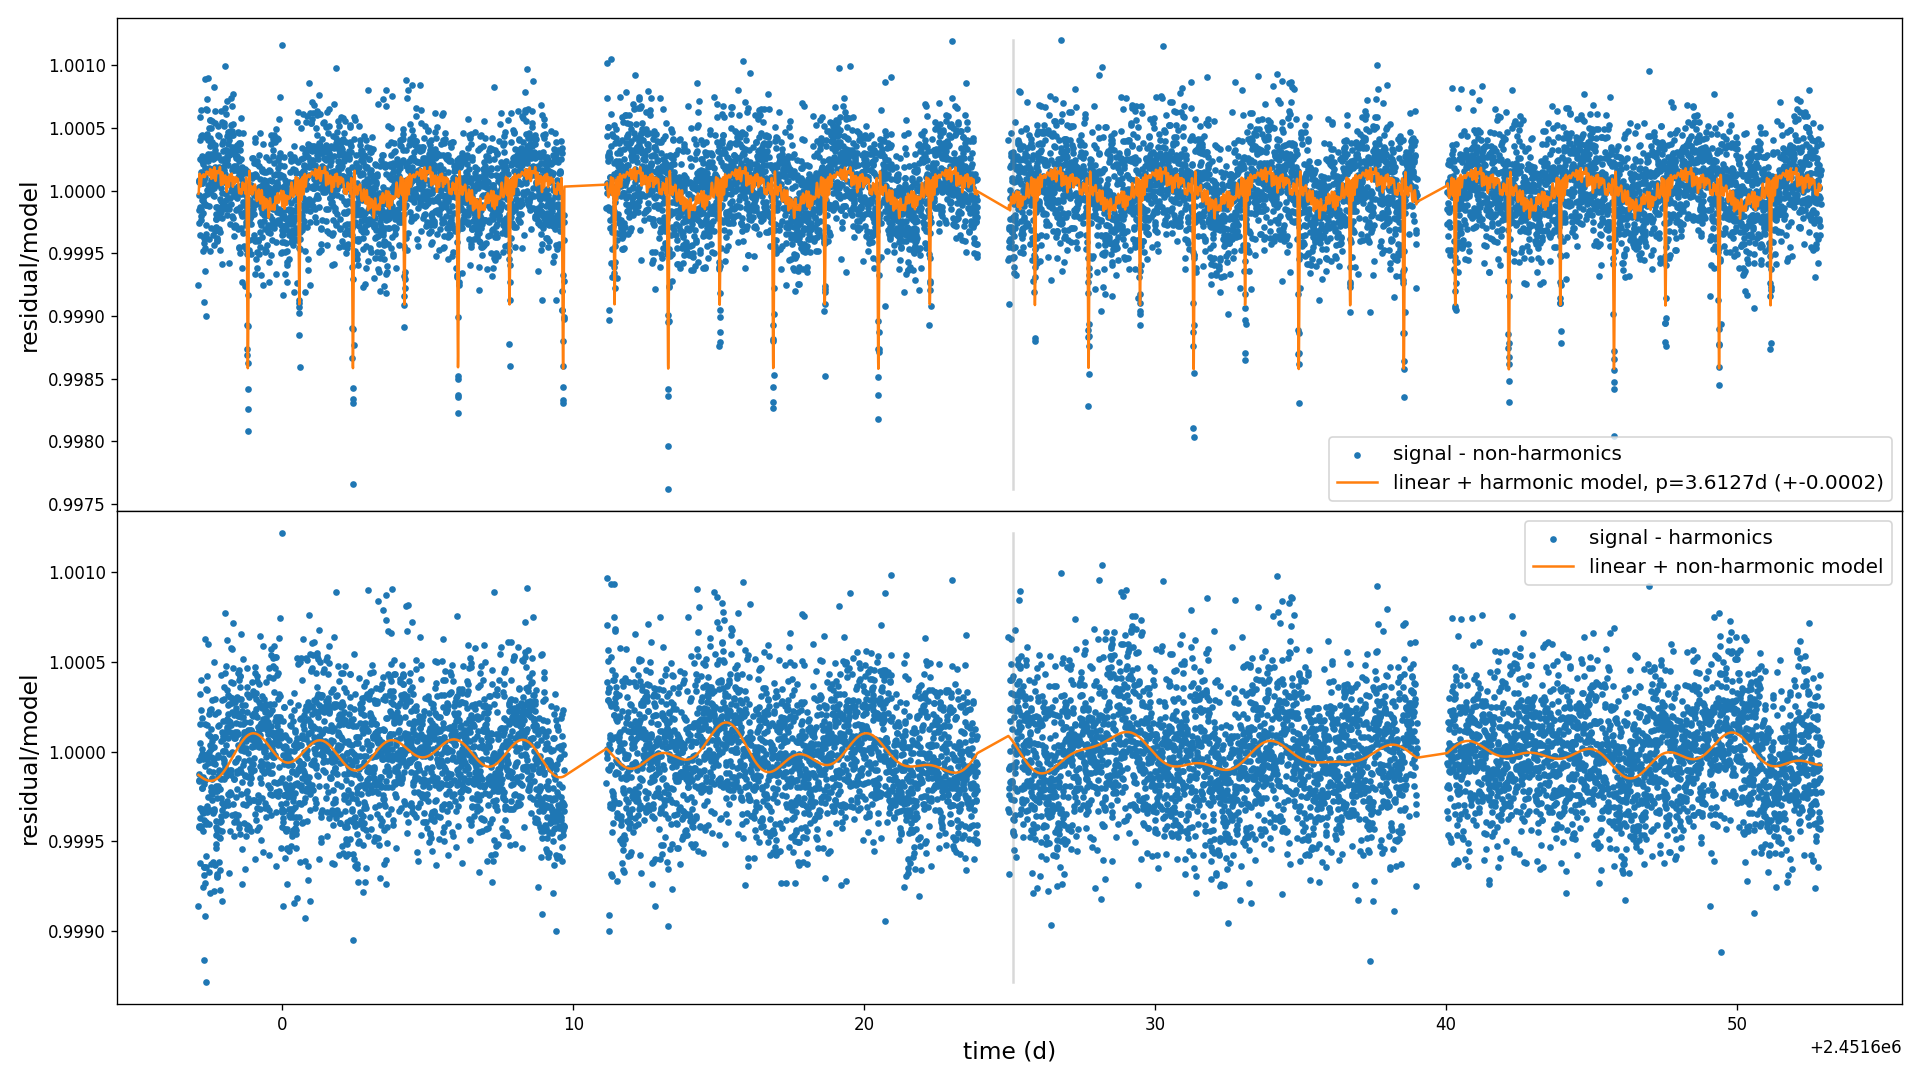 1.0010
1.0005
1.0000
0.9995
0.9990
0.9985
0.9980
0.9975
residual/model
signal - non-harmonics
linear + harmonic model, p=3.6127d (+-0.0002)
signal - harmonics
linear + non-harmonic model
1.0010
1.0005
1.0000
0.9995
0.9990
residual/model
0 10 20 30 40 50
time (d)
+2.4516e6